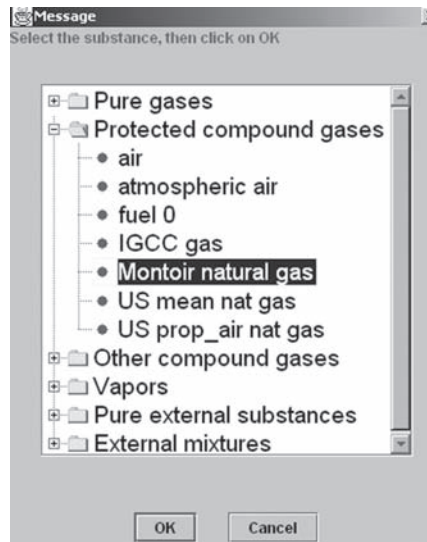 Message
Select the substance, then click on OK
Pure gases
Protected compound gases
air
atmospheric air
fuel 0
IGCC gas
Montoir natural gas
US mean nat gas
US prop_air nat gas
Other compound gases
Vapors
Pure external substances
External mixtures
OK
Cancel